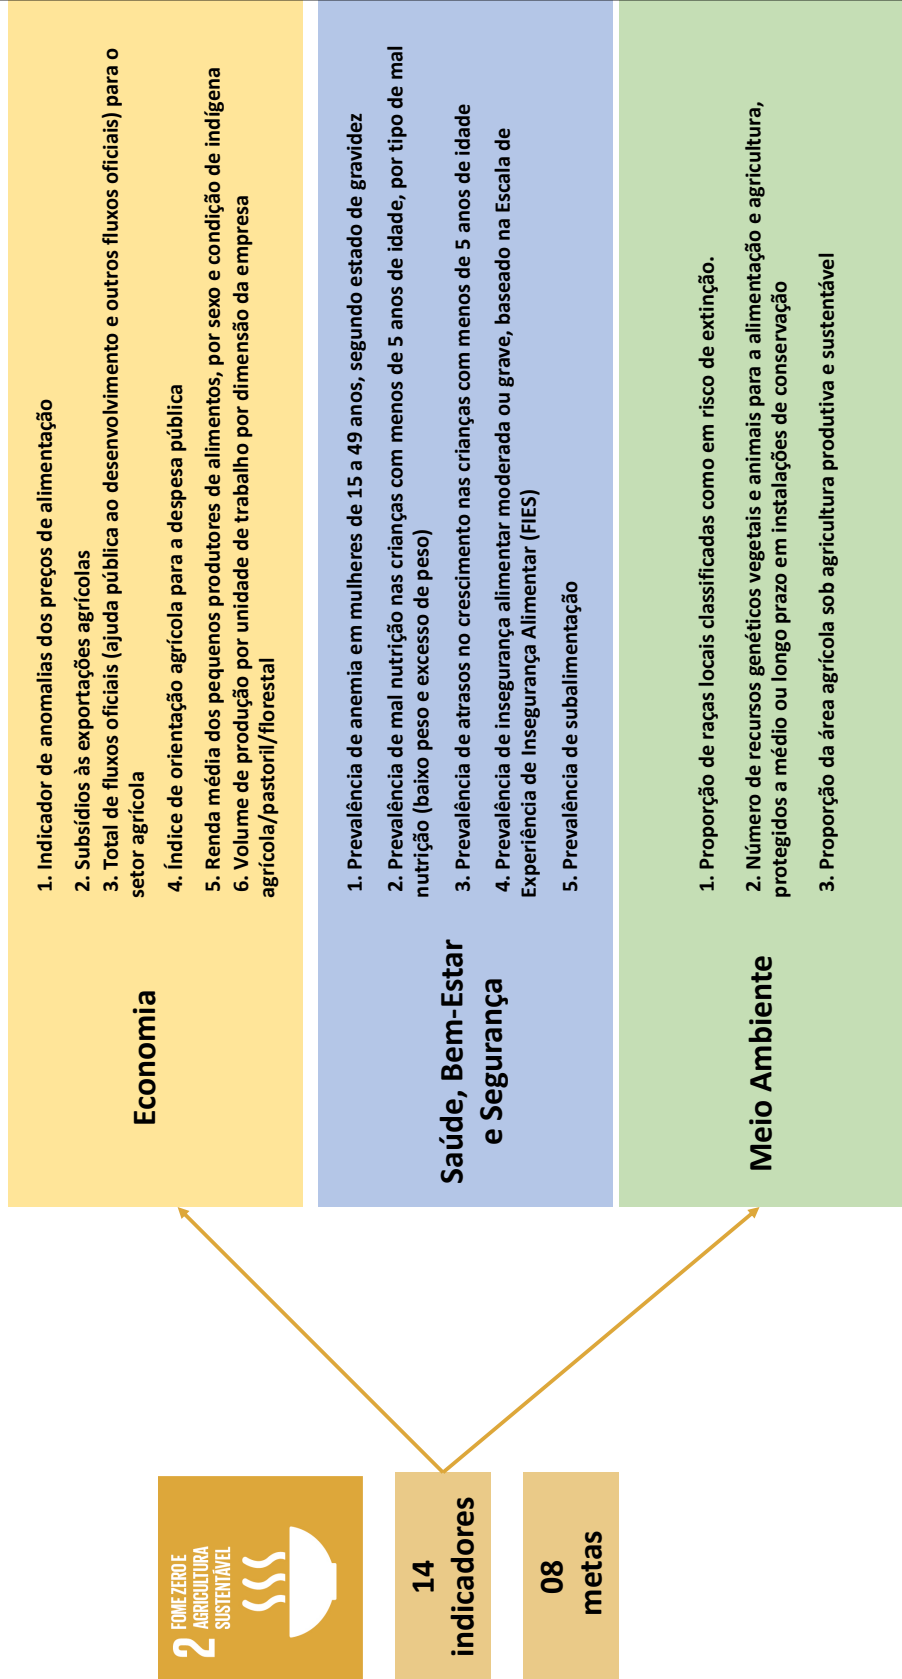 2 FOME ZERO E
AGRICULTURA
SUSTENTÁVEL
14
indicadores
08
metas
Economia
1. Indicador de anomalias dos preços de alimentação
2. Subsídios às exportações agrícolas
3. Total de fluxos oficiais (ajuda pública ao desenvolvimento e outros fluxos oficiais) para o
setor agrícola
4. Índice de orientação agrícola para a despesa pública
5. Renda média dos pequenos produtores de alimentos, por sexo e condição de indígena
6. Volume de produção por unidade de trabalho por dimensão da empresa
agrícola/pastoril/florestal
Saúde, Bem-Estar
e Segurança
1. Prevalência de anemia em mulheres de 15 a 49 anos, segundo estado de gravidez
2. Prevalência de mal nutrição nas crianças com menos de 5 anos de idade, por tipo de mal
nutrição (baixo peso e excesso de peso)
3. Prevalência de atrasos no crescimento nas crianças com menos de 5 anos de idade
4. Prevalência de insegurança alimentar moderada ou grave, baseado na Escala de
Experiência de Insegurança Alimentar (FIES)
5. Prevalência de subalimentação
Meio Ambiente
1. Proporção de raças locais classificadas como em risco de extinção.
2. Número de recursos genéticos vegetais e animais para a alimentação e agricultura,
protegidos a médio ou longo prazo em instalações de conservação
3. Proporção da área agrícola sob agricultura produtiva e sustentável